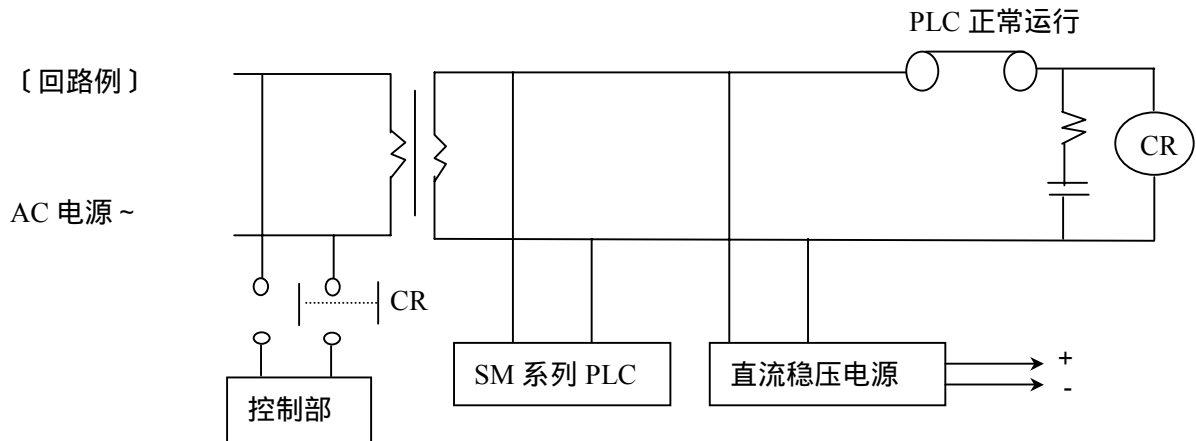 PLC 正常运行
〔回路例〕
CR
AC 电源 ~
CR
SM 系列 PLC
直流稳压电源
+
-
控制部